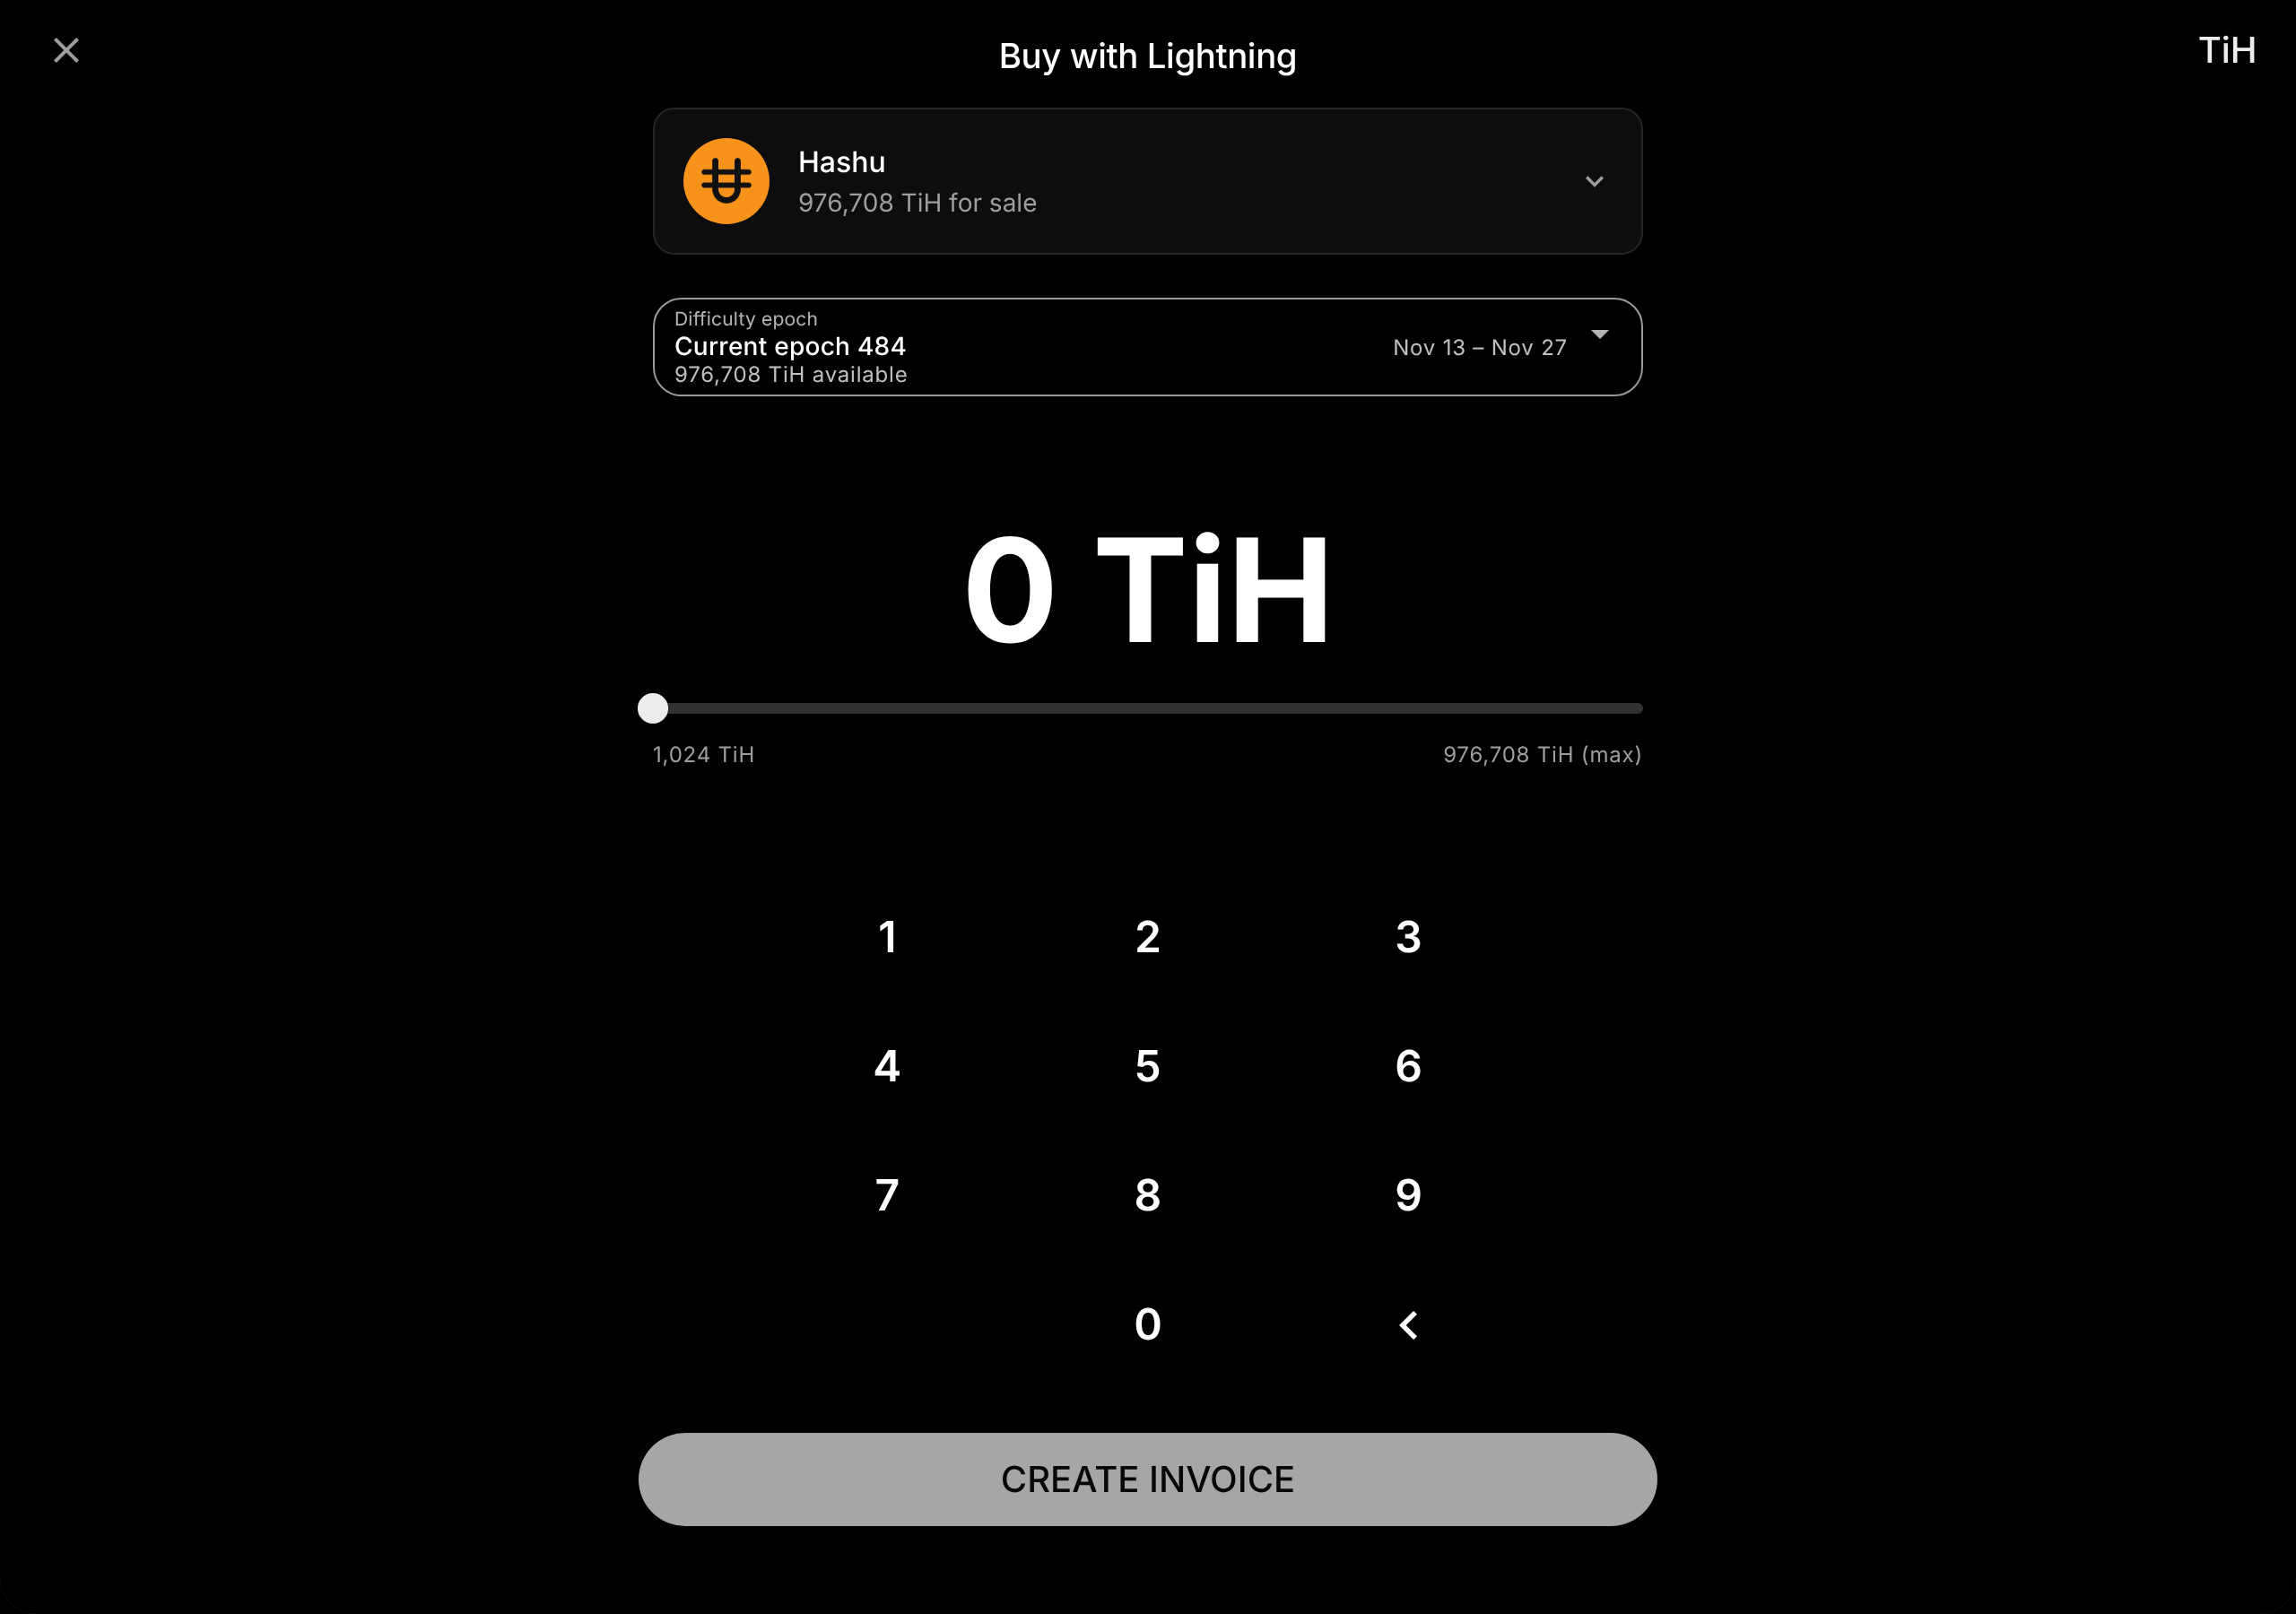 Buy with Lightning
TiH
Hashu
976,708 TiH for sale
Difficulty epoch
Current epoch 484
Nov 13 – Nov 27
976,708 TiH available
0 TiH
1,024 TiH
976,708 TiH (max)
1 2 3
4 5 6
7 8 9
0
CREATE INVOICE